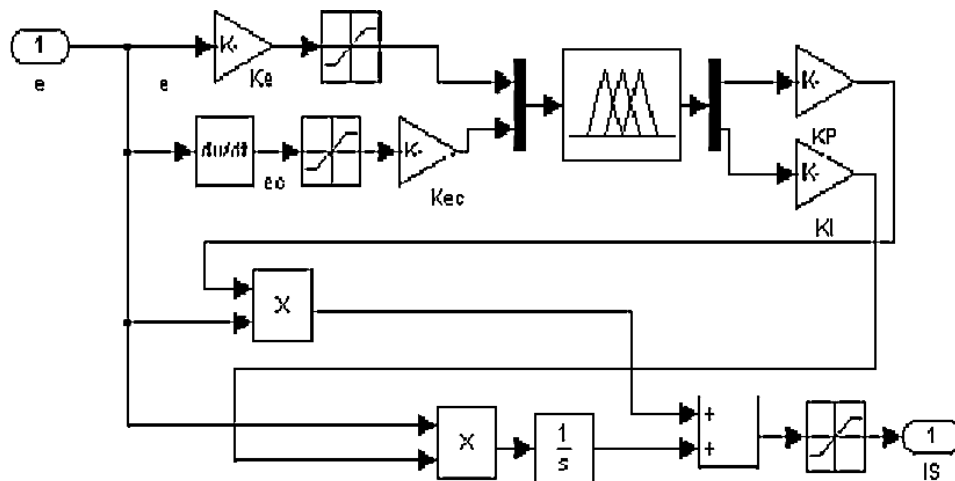 1
e
e
K-
Ke
du/dt
ec
K-
Kec
K-
KP
K-
KI
X
X
1
s
+
+
1
IS